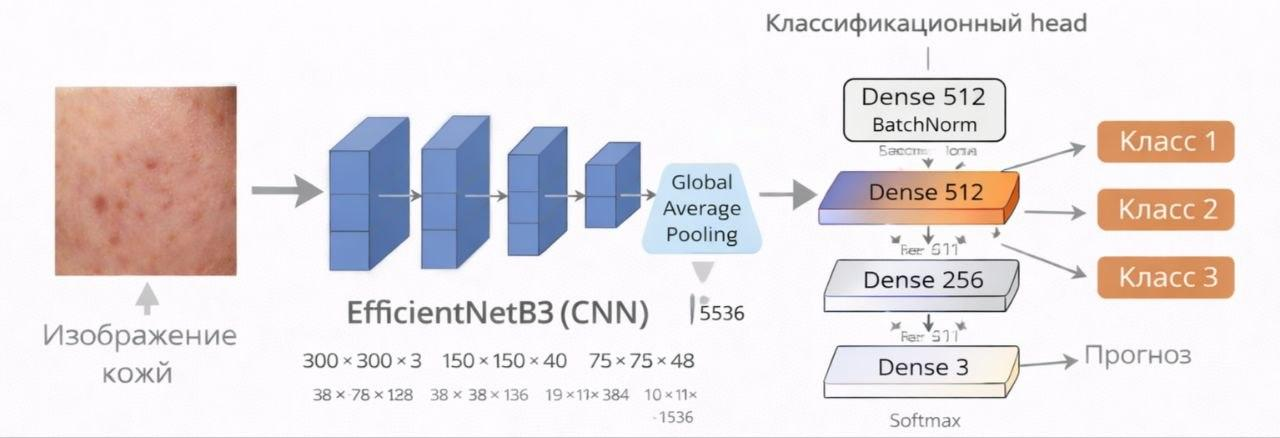 Классификационный head
Dense 512
BatchNorm
Dense 512
Dense 256
Dense 3
Softmax
Класс 1
Класс 2
Класс 3
Прогноз
Global
Average
Pooling
5536
Изображение
кожй
EfficientNetB3 (CNN)
300 × 300 × 3 150 × 150 × 40 75 × 75 × 48
38 × 78 × 128 38 × 38 × 136 19 × 11 × 384 10 × 11 ×
-1536